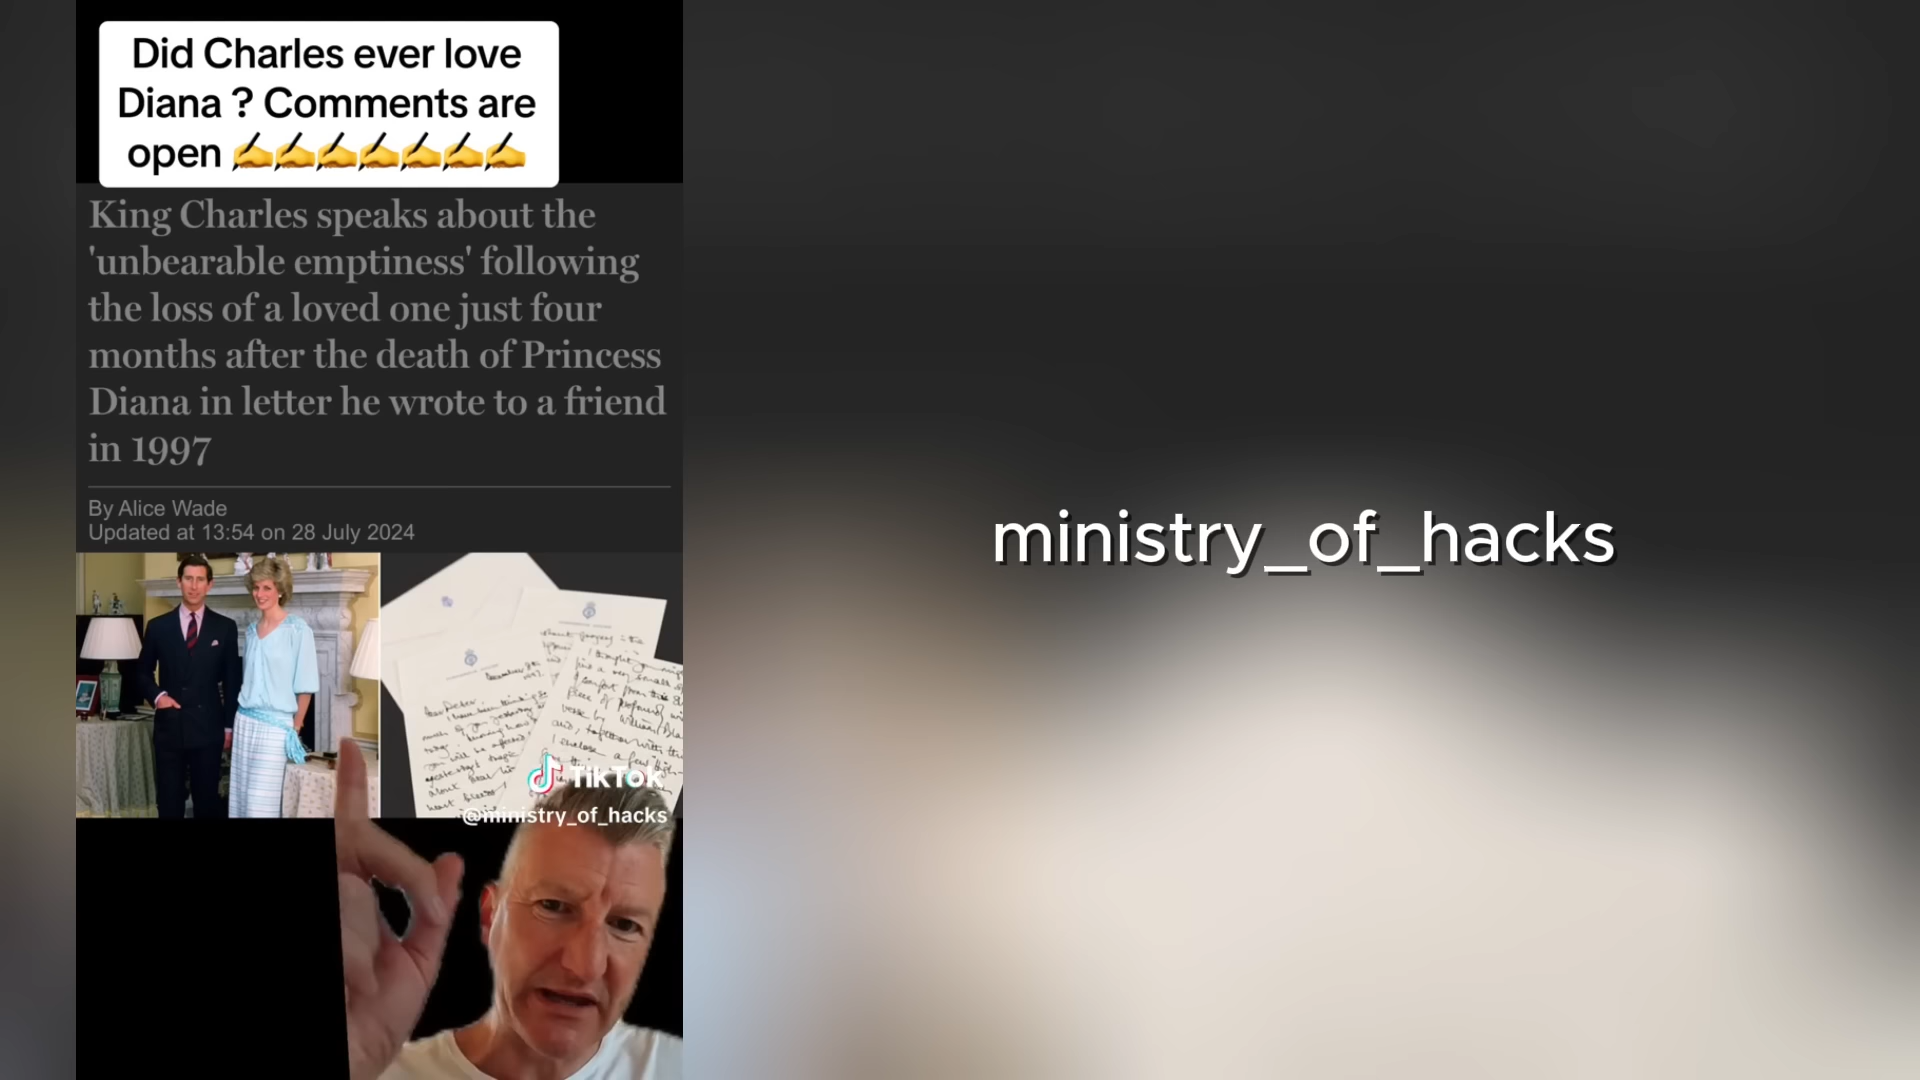 Did Charles ever love
Diana ? Comments are
open ✍✍✍✍✍✍✍
King Charles speaks about the
'unbearable emptiness' following
the loss of a loved one just four
months after the death of Princess
Diana in letter he wrote to a friend
in 1997
By Alice Wade
Updated at 13:54 on 28 July 2024
TikTok
@ministry_of_hacks
ministry_of_hacks